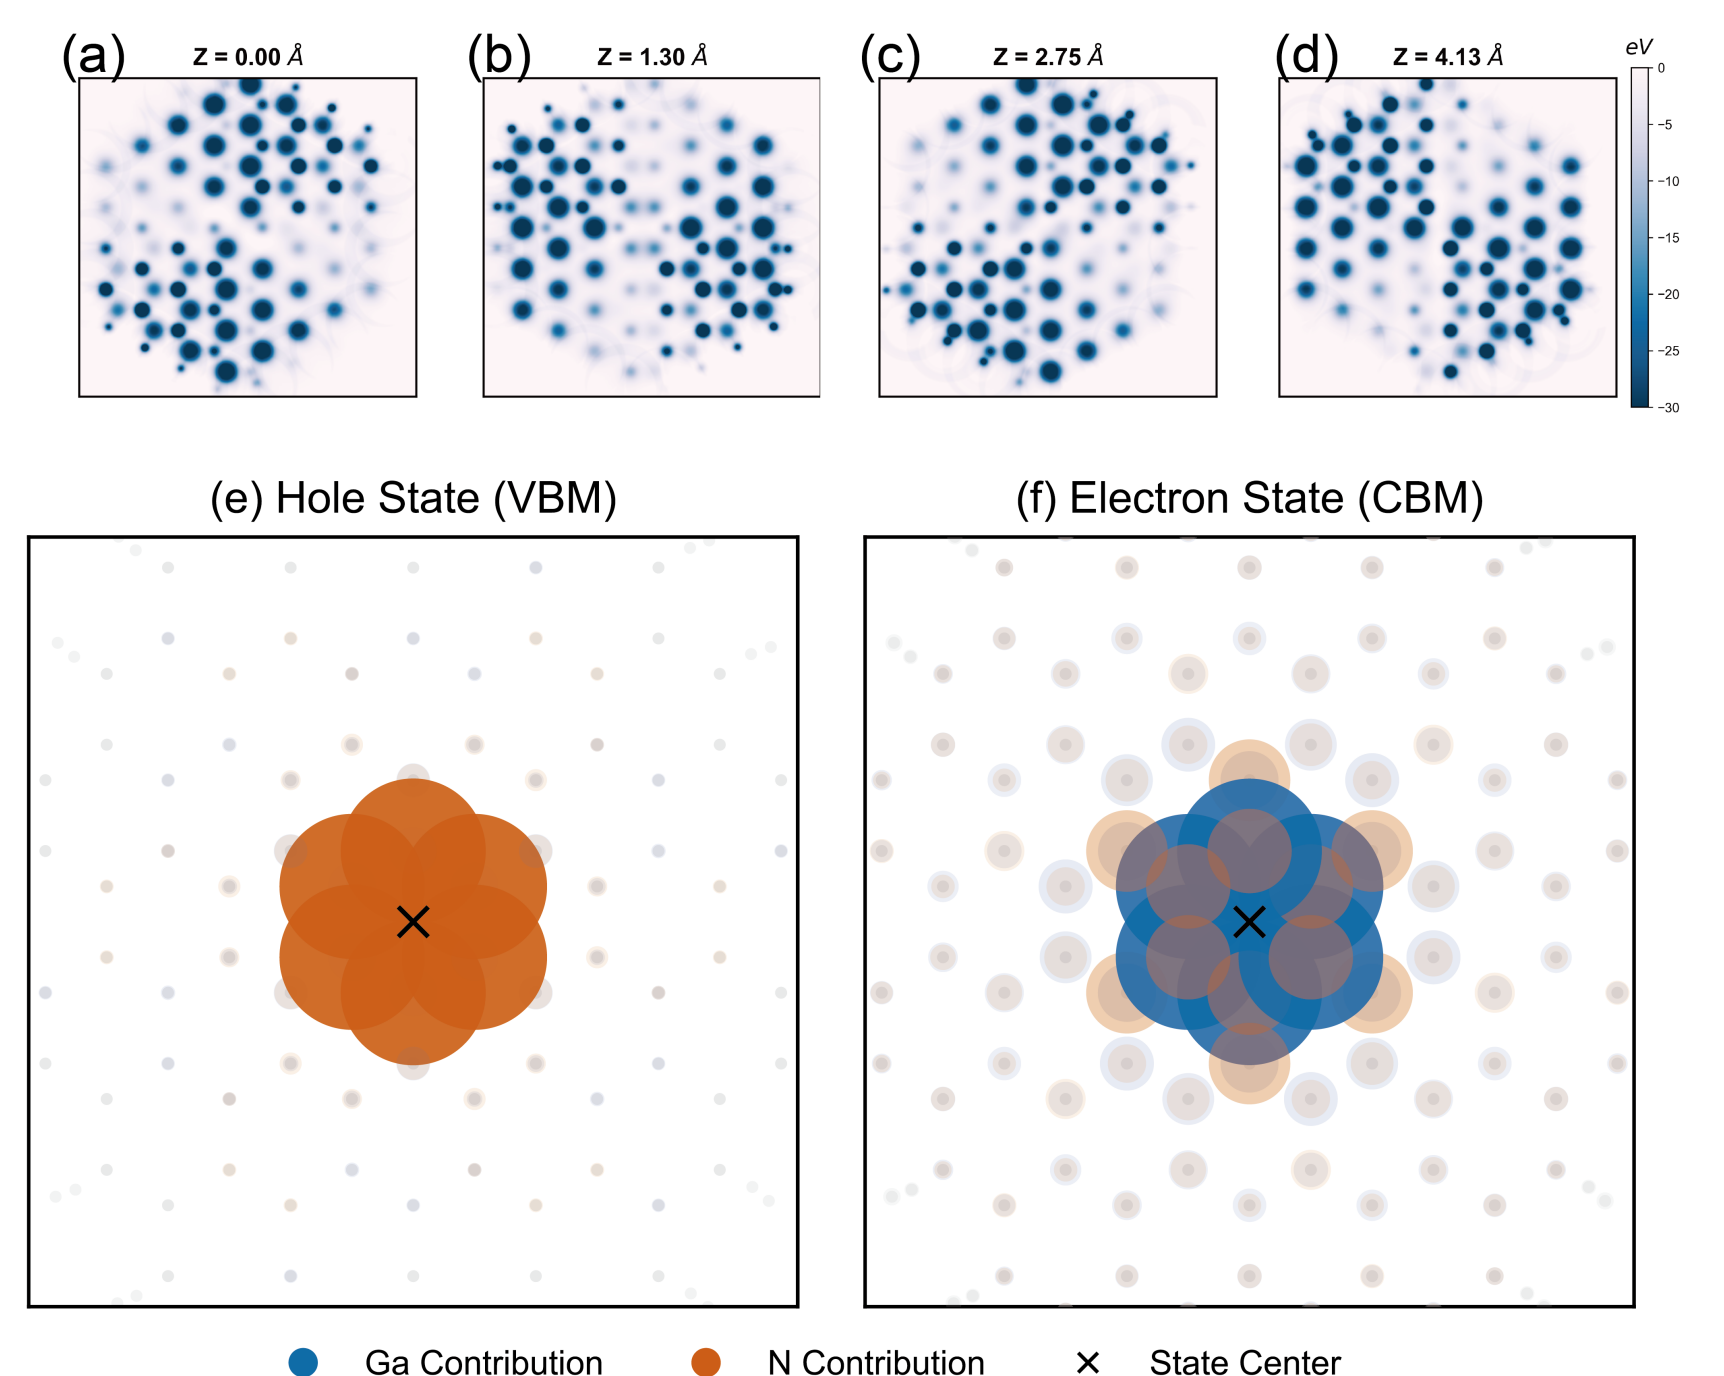 (a) Z = 0.00 Å
(b) Z = 1.30 Å
(c) Z = 2.75 Å
(d) Z = 4.13 Å
eV
0
−5
−10
−15
−20
−25
−30
(e) Hole State (VBM)
(f) Electron State (CBM)
Ga Contribution
N Contribution
State Center